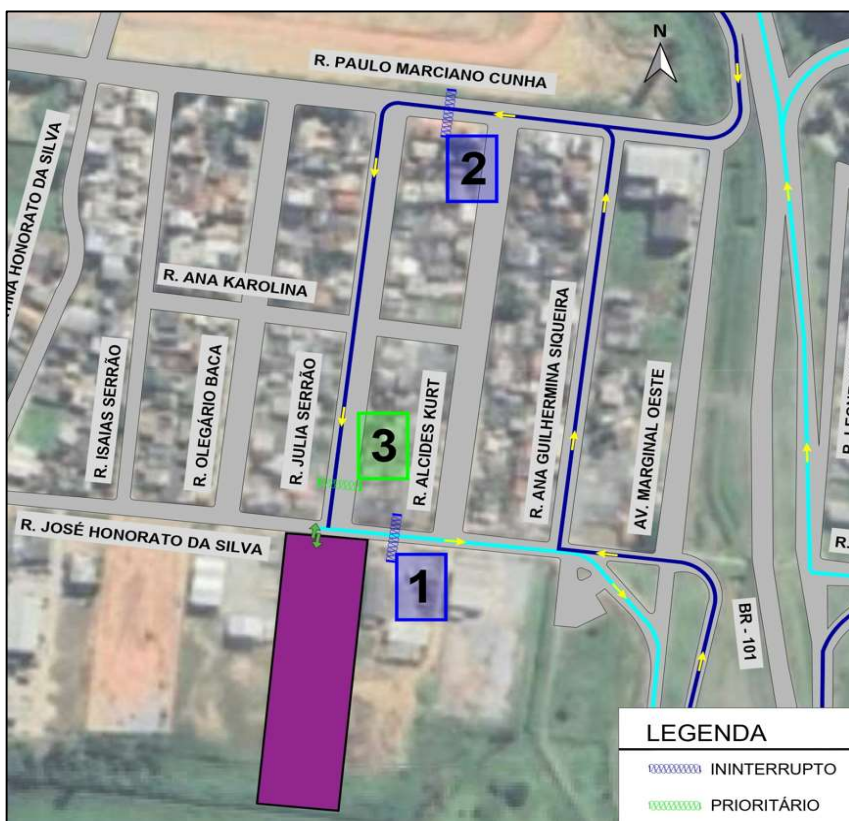 N
R. PAULO MARCIANO CUNHA
2
TINA HONORATO DA SILVA
R. ANA KAROLINA
R. ISAIAS SERRÃO
R. OLEGÁRIO BACA
R. JULIA SERRÃO
3
R. ALCIDES KURT
R. ANA GUILHERMINA SIQUEIRA
AV. MARGINAL OESTE
R. JOSÉ HONORATO DA SILVA
1
R.
BR - 101
LEGENDA
ININTERRUPTO
PRIORITÁRIO